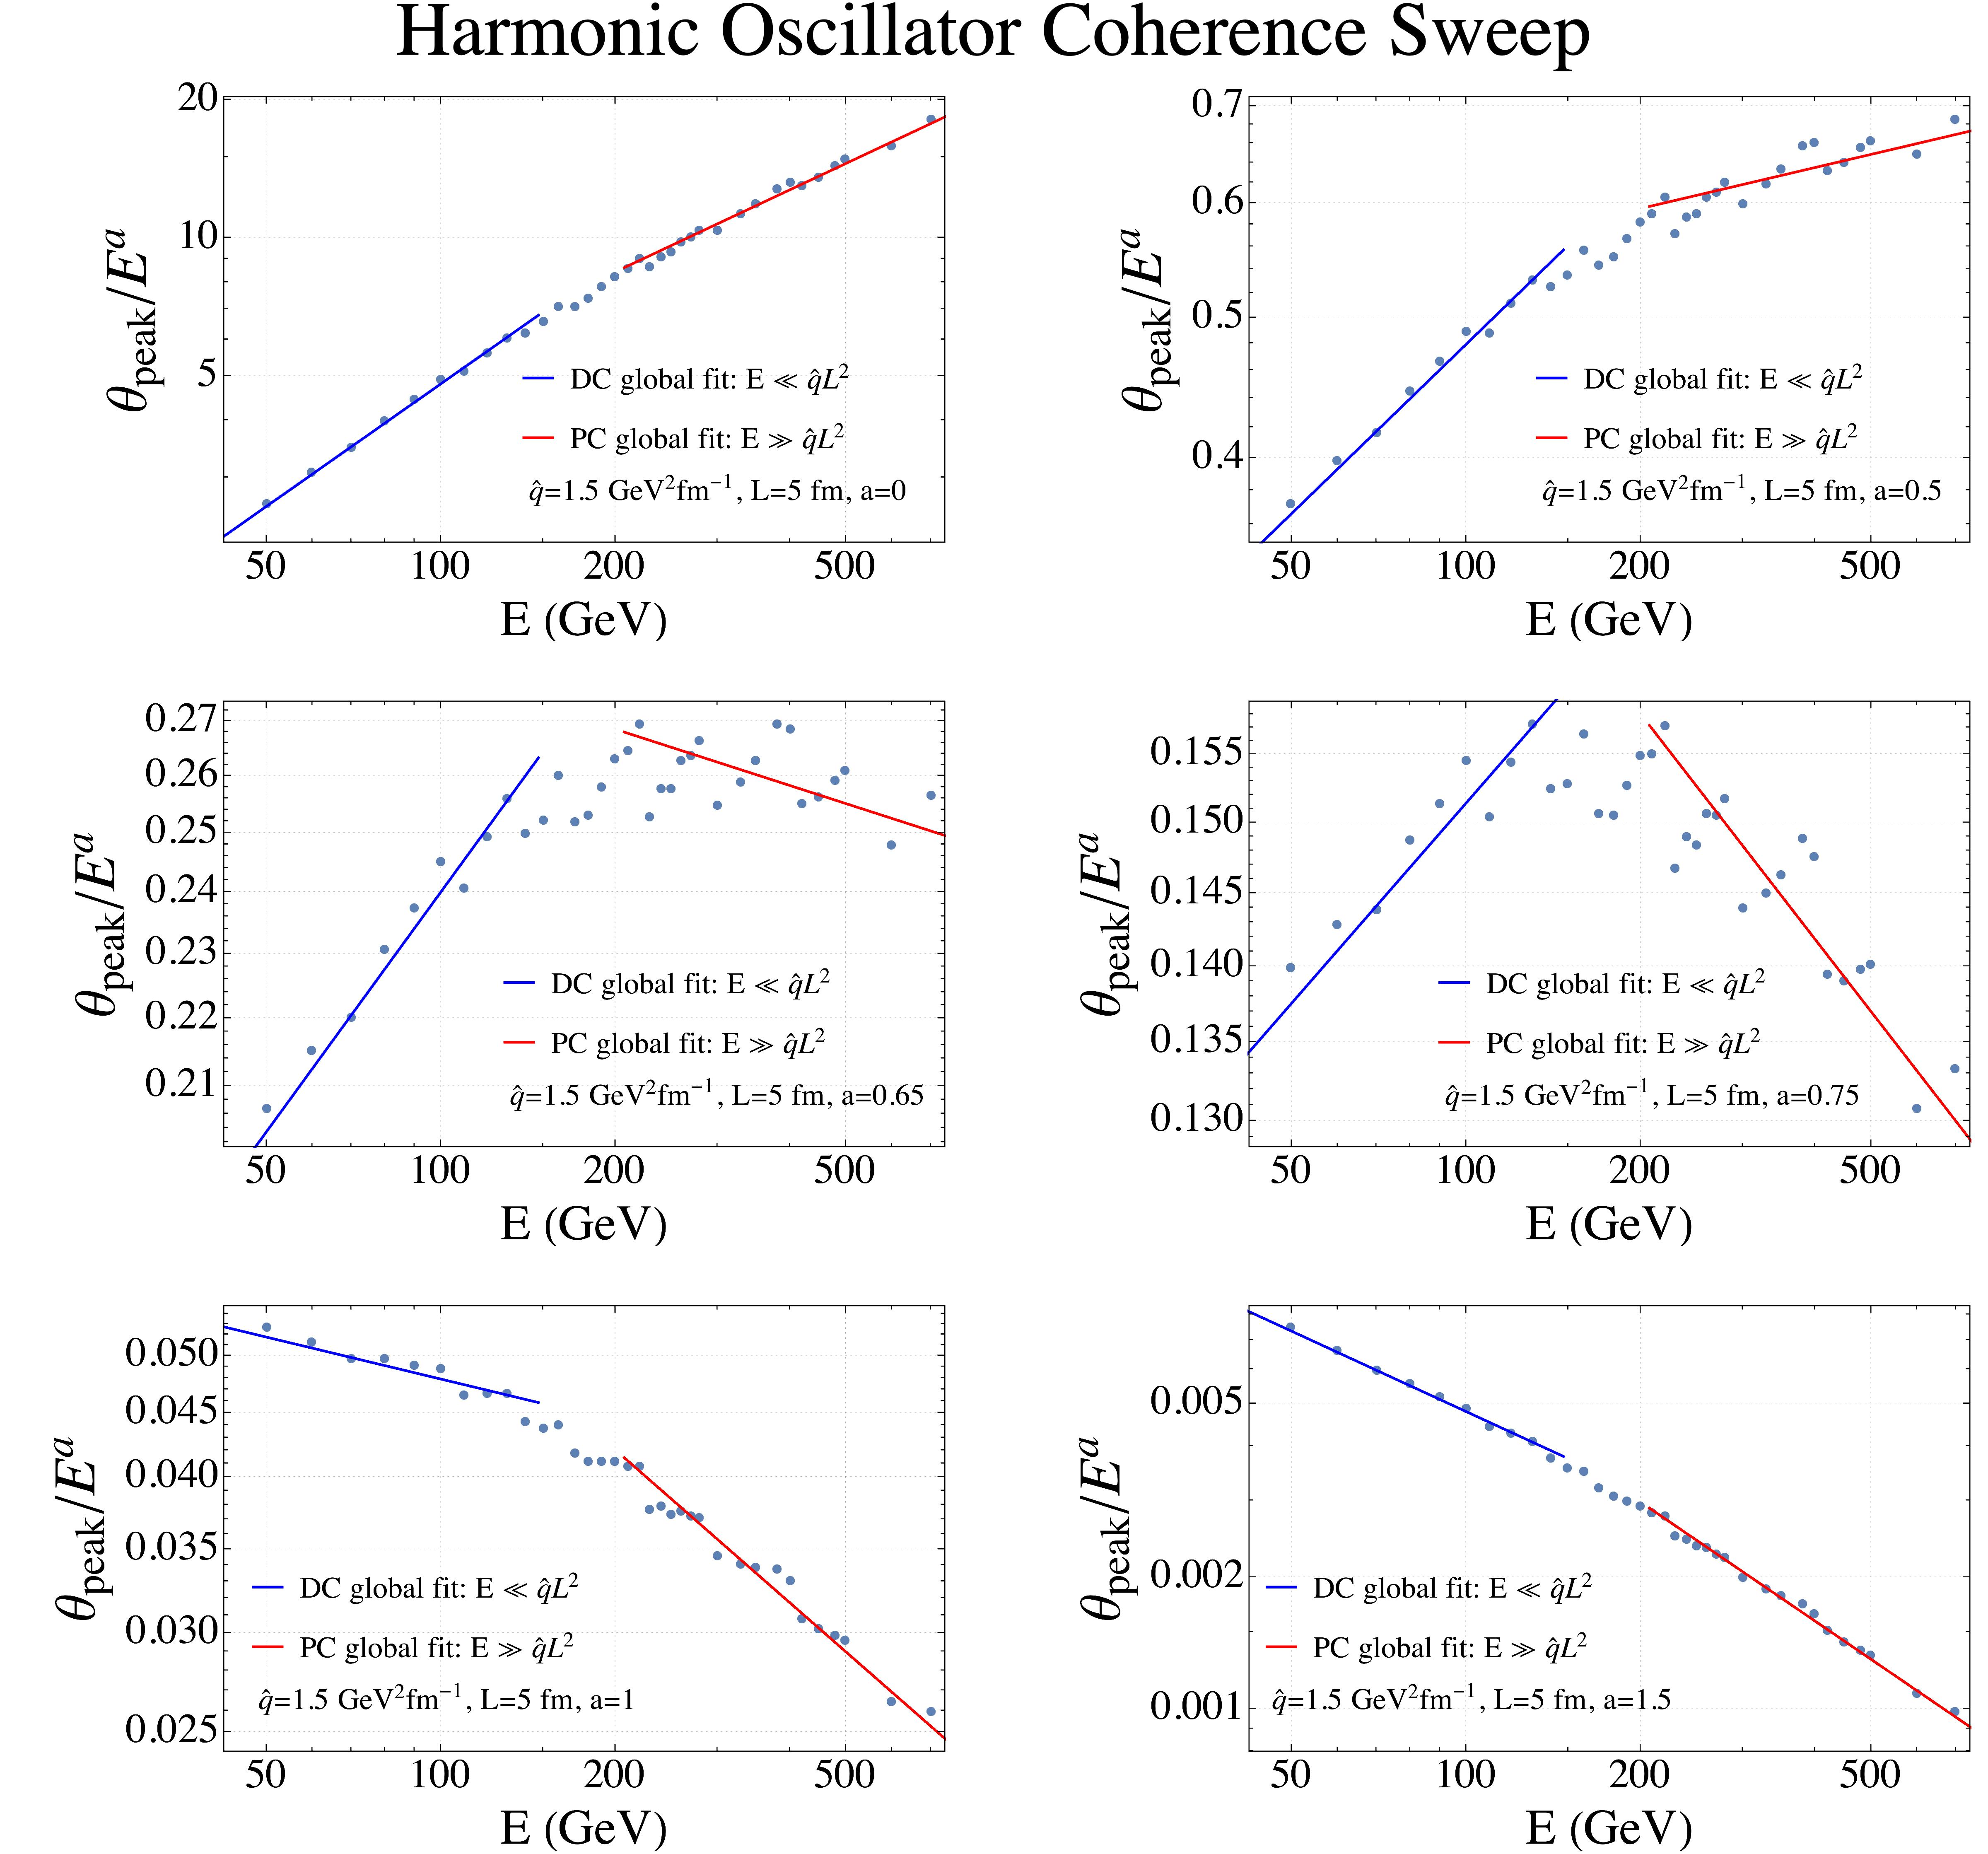 Harmonic Oscillator Coherence Sweep
θpeak/Eᵃ
20
10
5
DC global fit: E ≪ q̂L²
PC global fit: E ≫ q̂L²
q̂=1.5 GeV²fm⁻¹, L=5 fm, a=0
50 100 200 500
E (GeV)
θpeak/Eᵃ
0.7
0.6
0.5
0.4
DC global fit: E ≪ q̂L²
PC global fit: E ≫ q̂L²
q̂=1.5 GeV²fm⁻¹, L=5 fm, a=0.5
50 100 200 500
E (GeV)
θpeak/Eᵃ
0.27
0.26
0.25
0.24
0.23
0.22
0.21
DC global fit: E ≪ q̂L²
PC global fit: E ≫ q̂L²
q̂=1.5 GeV²fm⁻¹, L=5 fm, a=0.65
50 100 200 500
E (GeV)
θpeak/Eᵃ
0.155
0.150
0.145
0.140
0.135
0.130
DC global fit: E ≪ q̂L²
PC global fit: E ≫ q̂L²
q̂=1.5 GeV²fm⁻¹, L=5 fm, a=0.75
50 100 200 500
E (GeV)
θpeak/Eᵃ
0.050
0.045
0.040
0.035
0.030
0.025
DC global fit: E ≪ q̂L²
PC global fit: E ≫ q̂L²
q̂=1.5 GeV²fm⁻¹, L=5 fm, a=1
50 100 200 500
E (GeV)
θpeak/Eᵃ
0.005
0.002
0.001
DC global fit: E ≪ q̂L²
PC global fit: E ≫ q̂L²
q̂=1.5 GeV²fm⁻¹, L=5 fm, a=1.5
50 100 200 500
E (GeV)